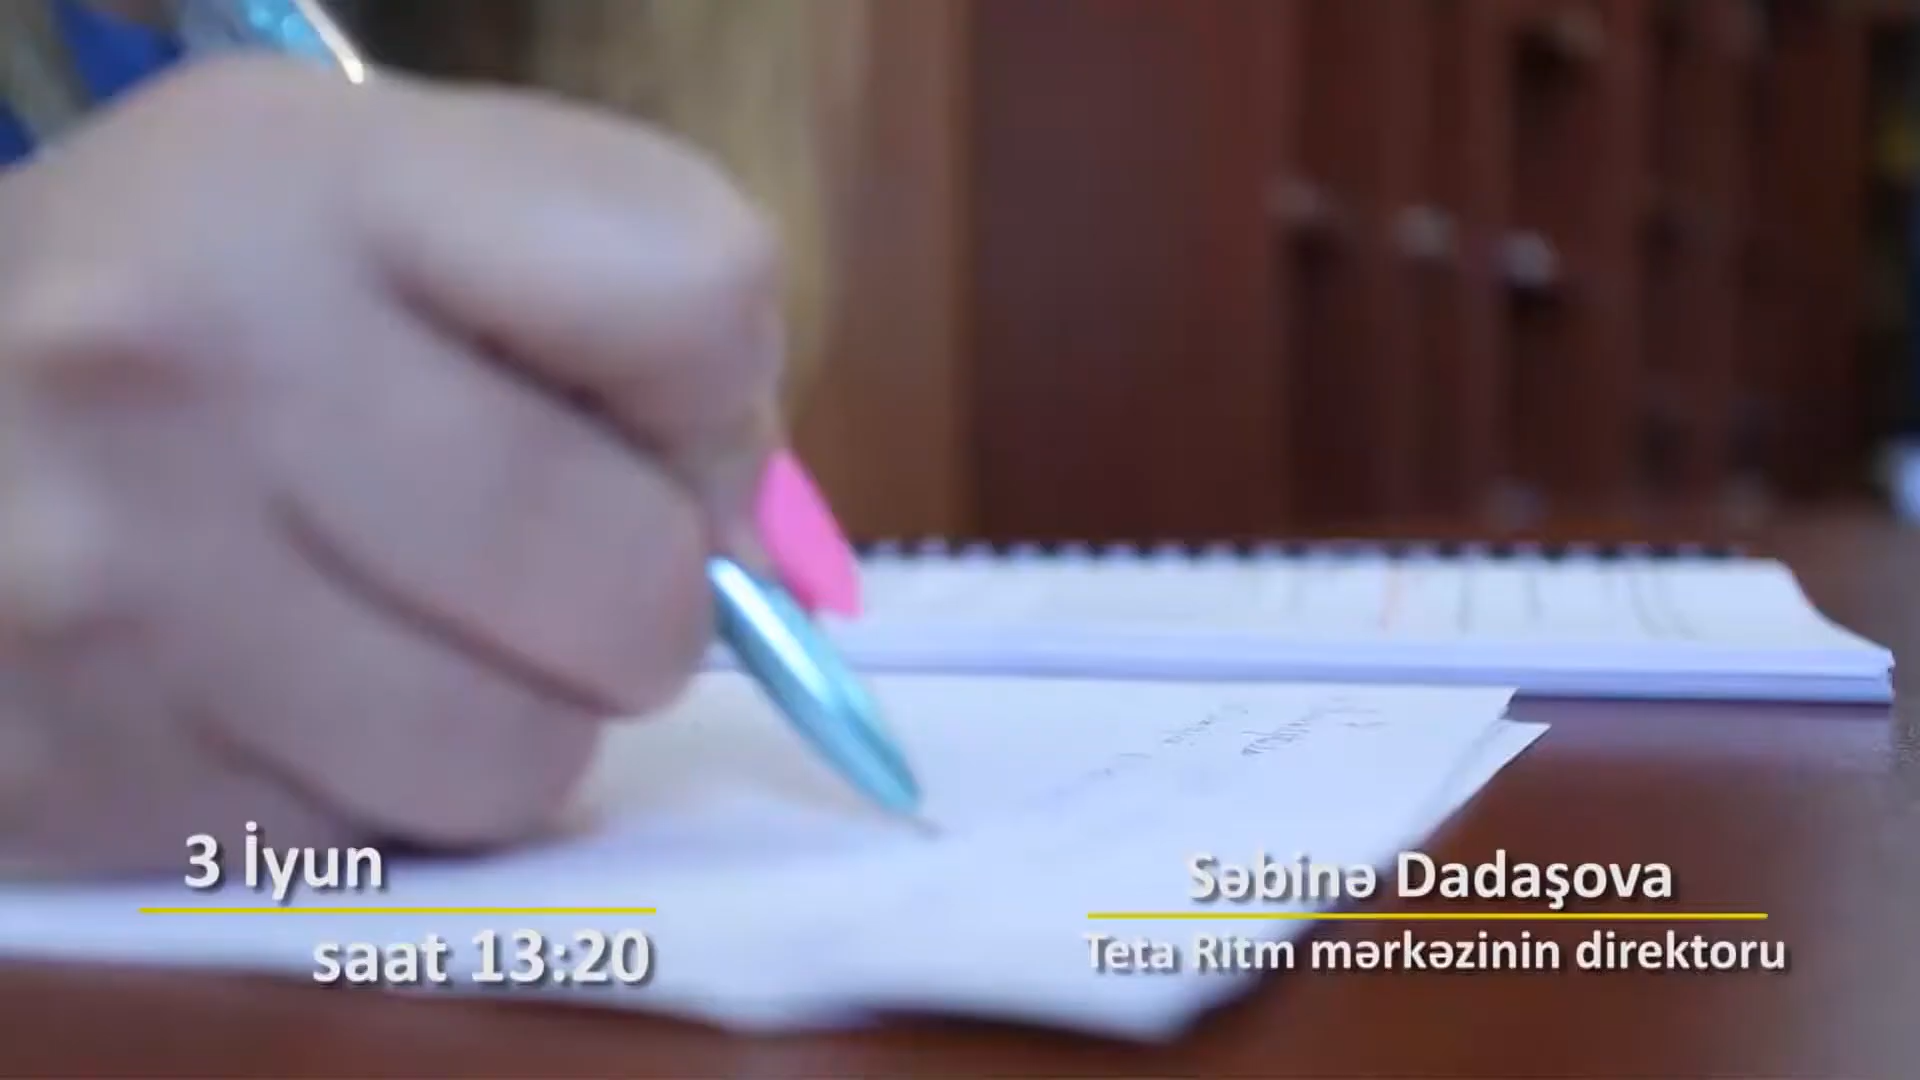 3 İyun
saat 13:20
Səbinə Dadaşova
Teta Ritm mərkəzinin direktoru